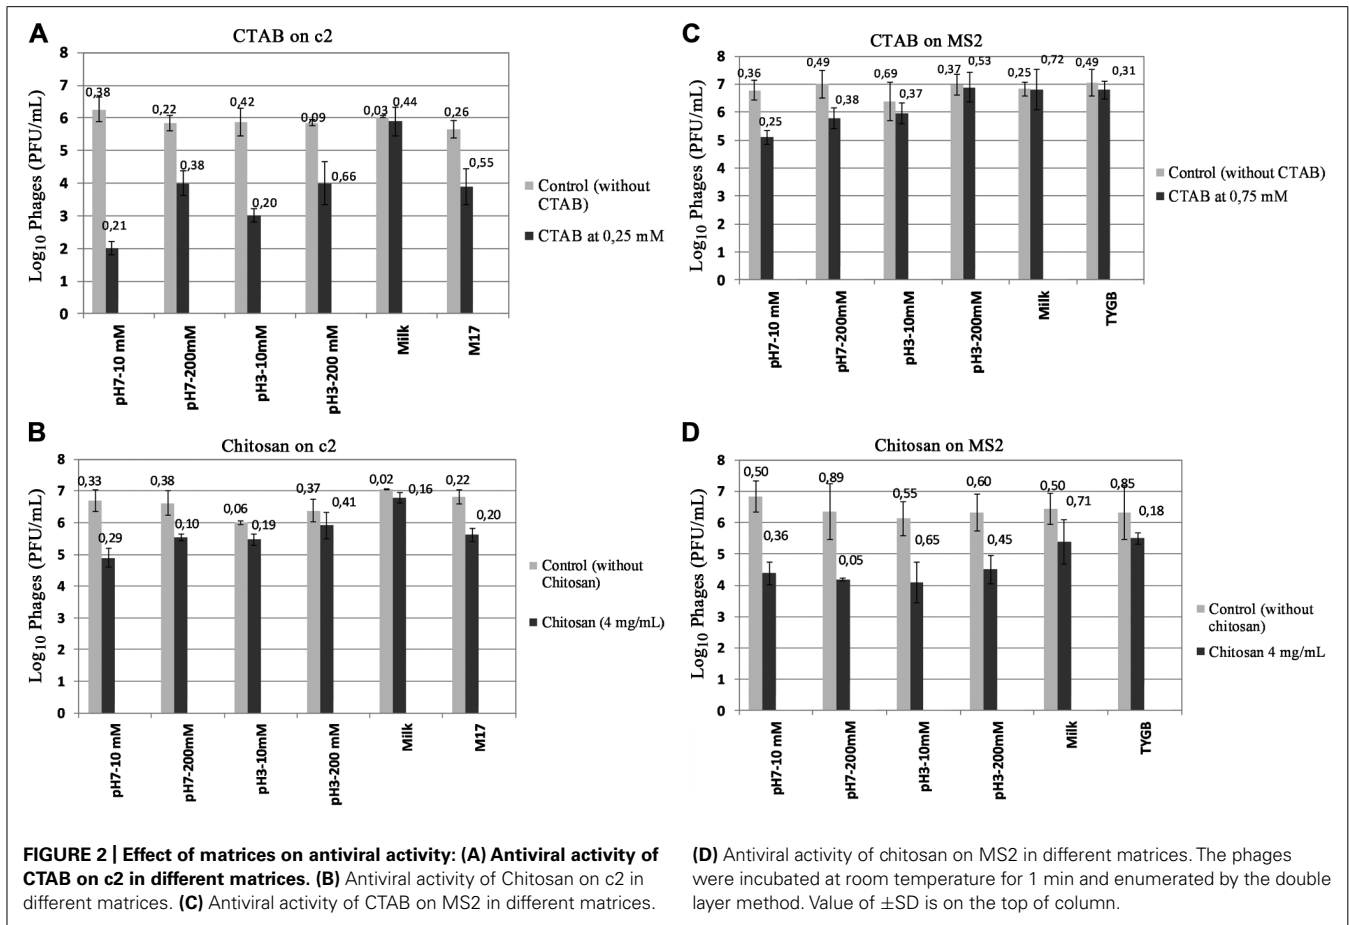 A
CTAB on c2
Log10 Phages (PFU/mL)
8
7
6
5
4
3
2
1
0
0,38
0,21
0,22
0,38
0,42
0,20
0,09
0,66
0,03
0,44
0,26
0,55
pH7-10 mM
pH7-200mM
pH3-10mM
pH3-200 mM
Milk
M17
Control (without
CTAB)
CTAB at 0,25 mM
C
CTAB on MS2
Log10 Phages (PFU/mL)
8
7
6
5
4
3
2
1
0
0,36
0,25
0,49
0,38
0,69
0,37
0,37
0,53
0,25
0,72
0,49
0,31
pH7-10 mM
pH7-200mM
pH3-10mM
pH3-200mM
Milk
TYGB
Control (without CTAB)
CTAB at 0,75 mM
B
Chitosan on c2
Log10 Phages (PFU/mL)
8
7
6
5
4
3
2
1
0
0,33
0,29
0,38
0,10
0,06
0,19
0,37
0,41
0,02
0,16
0,22
0,20
pH7-10 mM
pH7-200mM
pH3-10mM
pH3-200 mM
Milk
M17
Control (without
Chitosan)
Chitosan (4 mg/mL)
D
Chitosan on MS2
Log10 Phages (PFU/mL)
8
7
6
5
4
3
2
1
0
0,50
0,36
0,89
0,05
0,55
0,65
0,60
0,45
0,50
0,71
0,85
0,18
pH7-10 mM
pH7-200mM
pH3-10mM
pH3-200mM
Milk
TYGB
Control (without
chitosan)
Chitosan 4 mg/mL
FIGURE 2 | Effect of matrices on antiviral activity: (A) Antiviral activity of
CTAB on c2 in different matrices. (B) Antiviral activity of Chitosan on c2 in
different matrices. (C) Antiviral activity of CTAB on MS2 in different matrices.
(D) Antiviral activity of chitosan on MS2 in different matrices. The phages
were incubated at room temperature for 1 min and enumerated by the double
layer method. Value of ±SD is on the top of column.